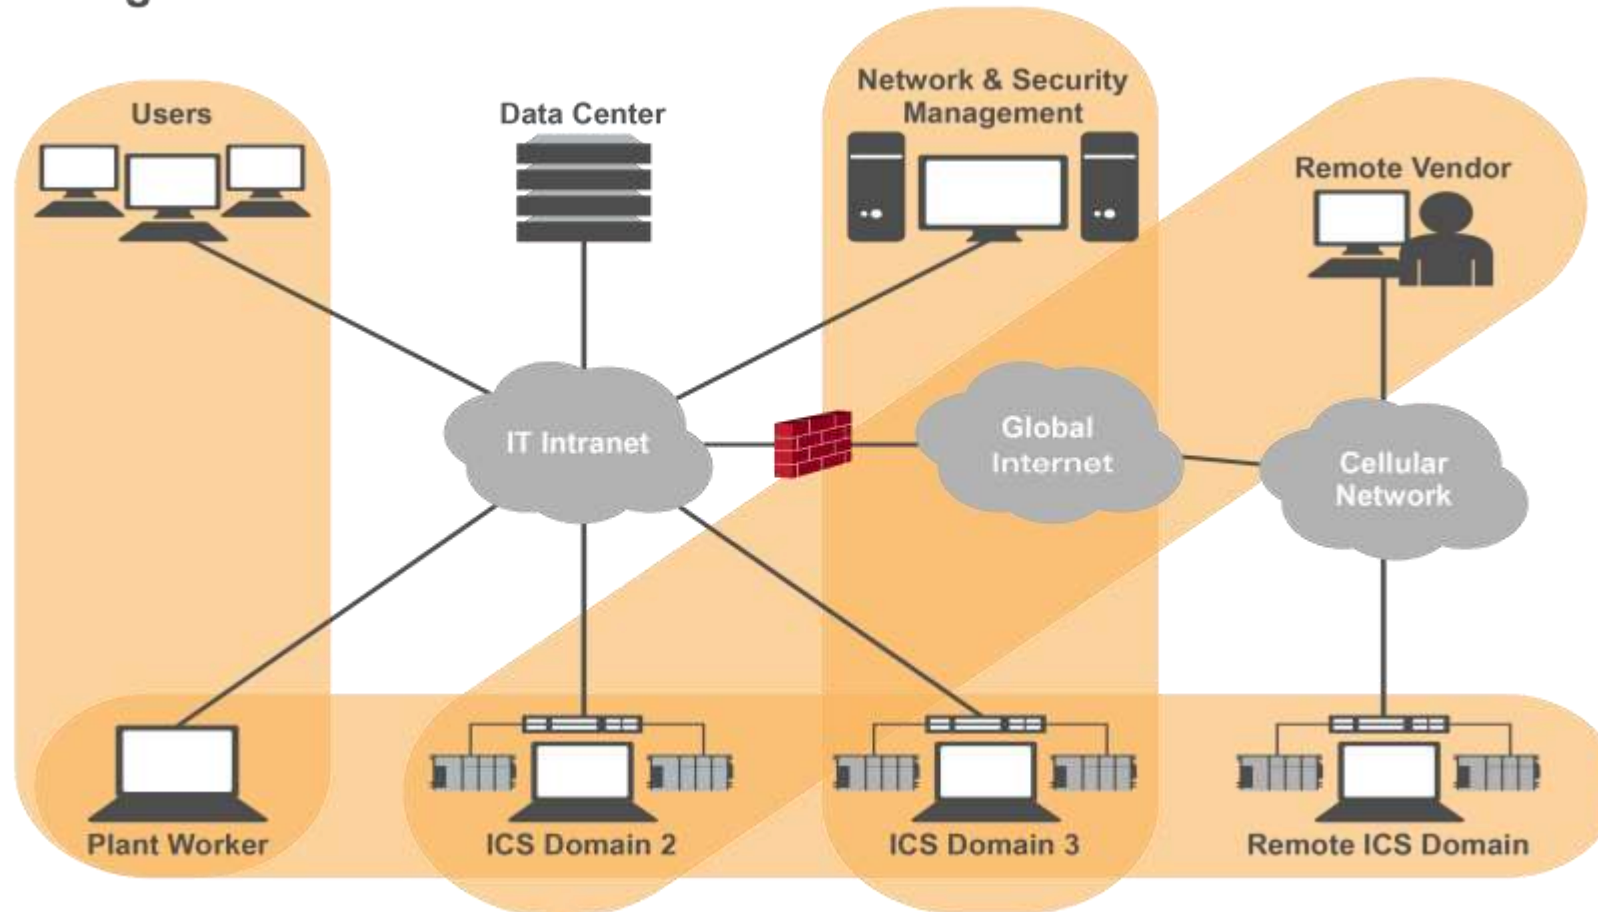 Users
Data Center
Network & Security
Management
Remote Vendor
IT Intranet
Global
Internet
Cellular
Network
Plant Worker
ICS Domain 2
ICS Domain 3
Remote ICS Domain